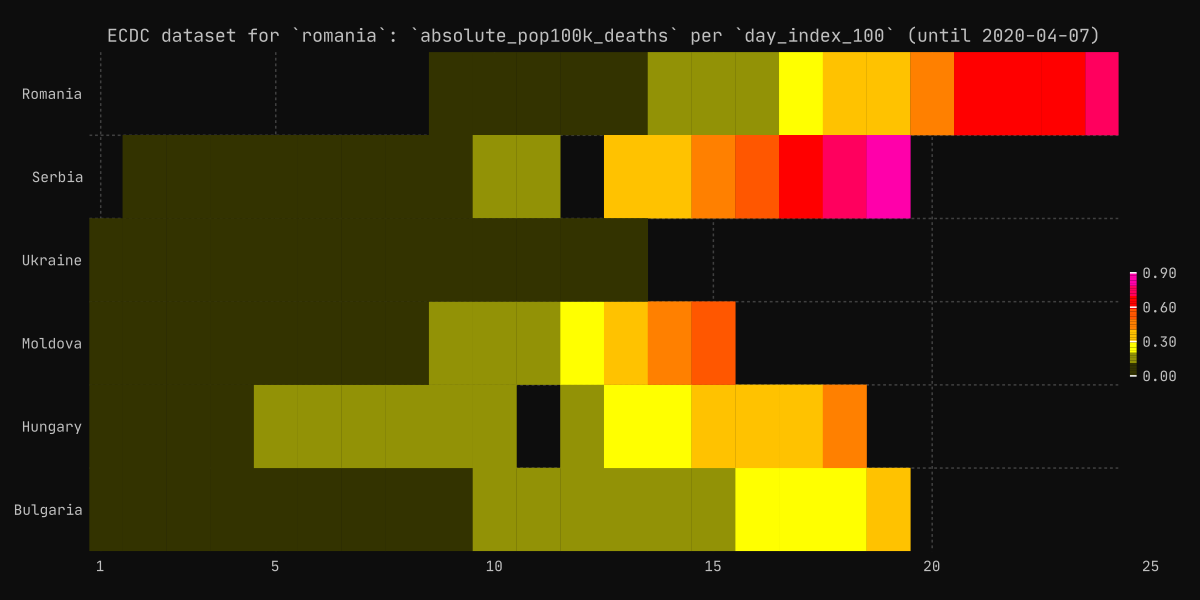 ECDC dataset for `romania`: `absolute_pop100k_deaths` per `day_index_100` (until 2020-04-07)
Romania
Serbia
Ukraine
Moldova
Hungary
Bulgaria
0.90
0.60
0.30
0.00
1 5 10 15 20 25